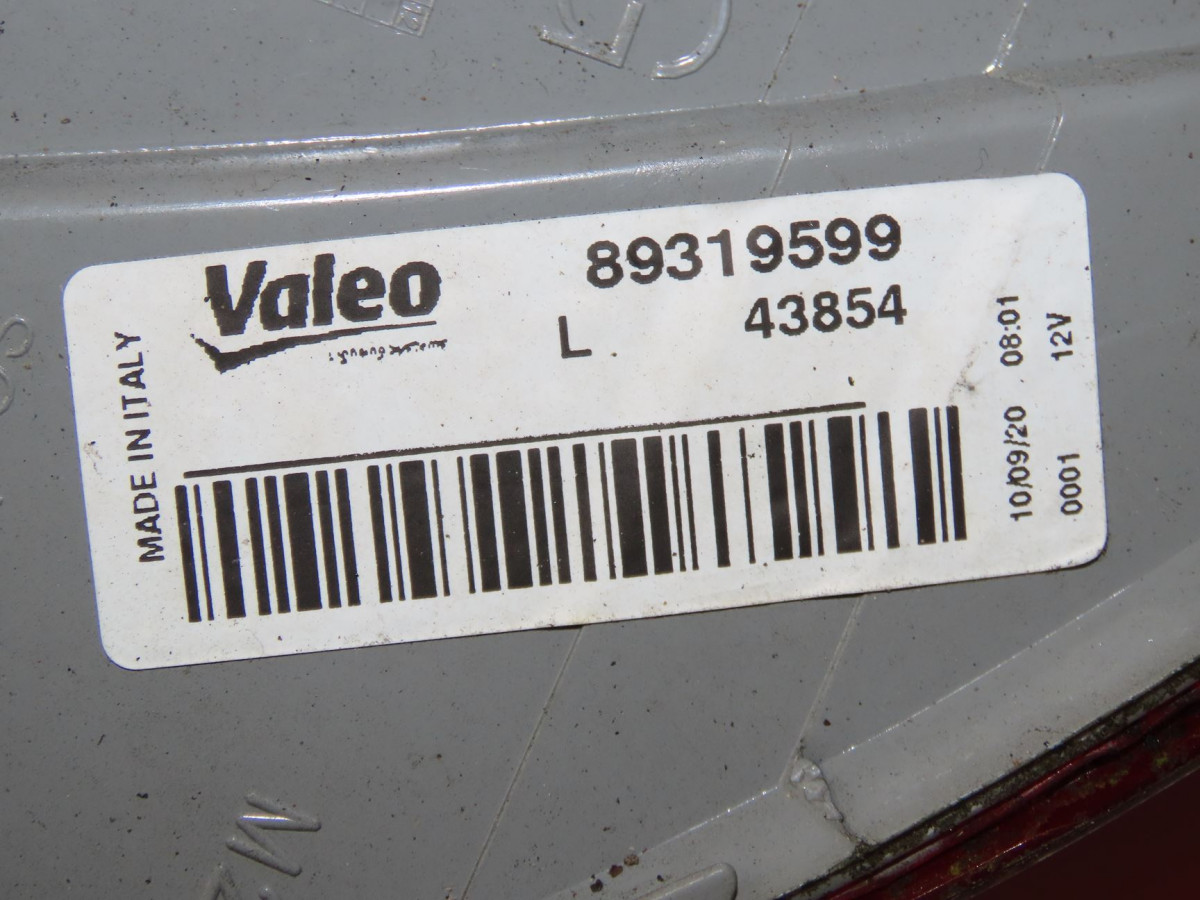 Valeo
89319599
L
43854
MADE IN ITALY
10/09/20 08:01
0001 12V